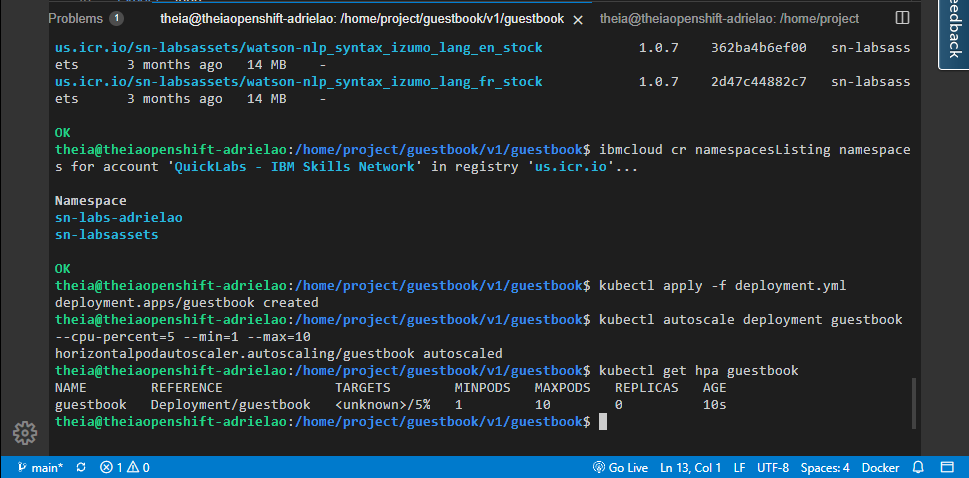 Problems 1 theia@theiaopenshift-adrielao: /home/project/guestbook/v1/guestbook × theia@theiaopenshift-adrielao: /home/project
eedback
us.icr.io/sn-labsassets/watson-nlp_syntax_izumo_lang_en_stock 1.0.7 362ba4b6ef00 sn-labsass
ets 3 months ago 14 MB -
us.icr.io/sn-labsassets/watson-nlp_syntax_izumo_lang_fr_stock 1.0.7 2d47c44882c7 sn-labsass
ets 3 months ago 14 MB -
OK
theia@theiaopenshift-adrielao:/home/project/guestbook/v1/guestbook$ ibmcloud cr namespacesListing namespace
s for account 'QuickLabs - IBM Skills Network' in registry 'us.icr.io'...
Namespace
sn-labs-adrielao
sn-labsassets
OK
theia@theiaopenshift-adrielao:/home/project/guestbook/v1/guestbook$ kubectl apply -f deployment.yml
deployment.apps/guestbook created
theia@theiaopenshift-adrielao:/home/project/guestbook/v1/guestbook$ kubectl autoscale deployment guestbook
--cpu-percent=5 --min=1 --max=10
horizontalpodautoscaler.autoscaling/guestbook autoscaled
theia@theiaopenshift-adrielao:/home/project/guestbook/v1/guestbook$ kubectl get hpa guestbook
NAME REFERENCE TARGETS MINPODS MAXPODS REPLICAS AGE
guestbook Deployment/guestbook <unknown>/5% 1 10 0 10s
theia@theiaopenshift-adrielao:/home/project/guestbook/v1/guestbook$
main* 1 0 Go Live Ln 13, Col 1 LF UTF-8 Spaces: 4 Docker